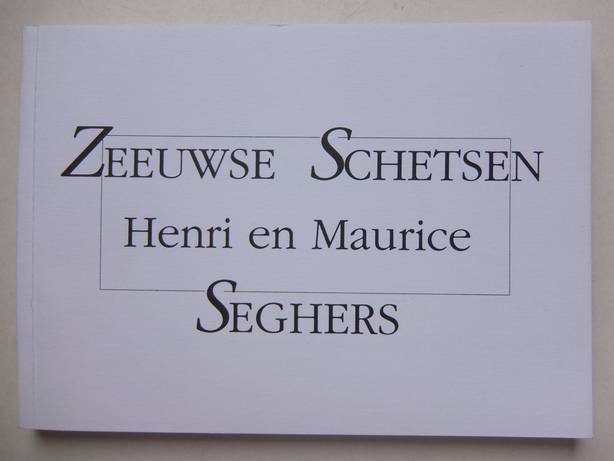 ZEEUWSE SCHETSEN
Henri en Maurice
SEGHERS